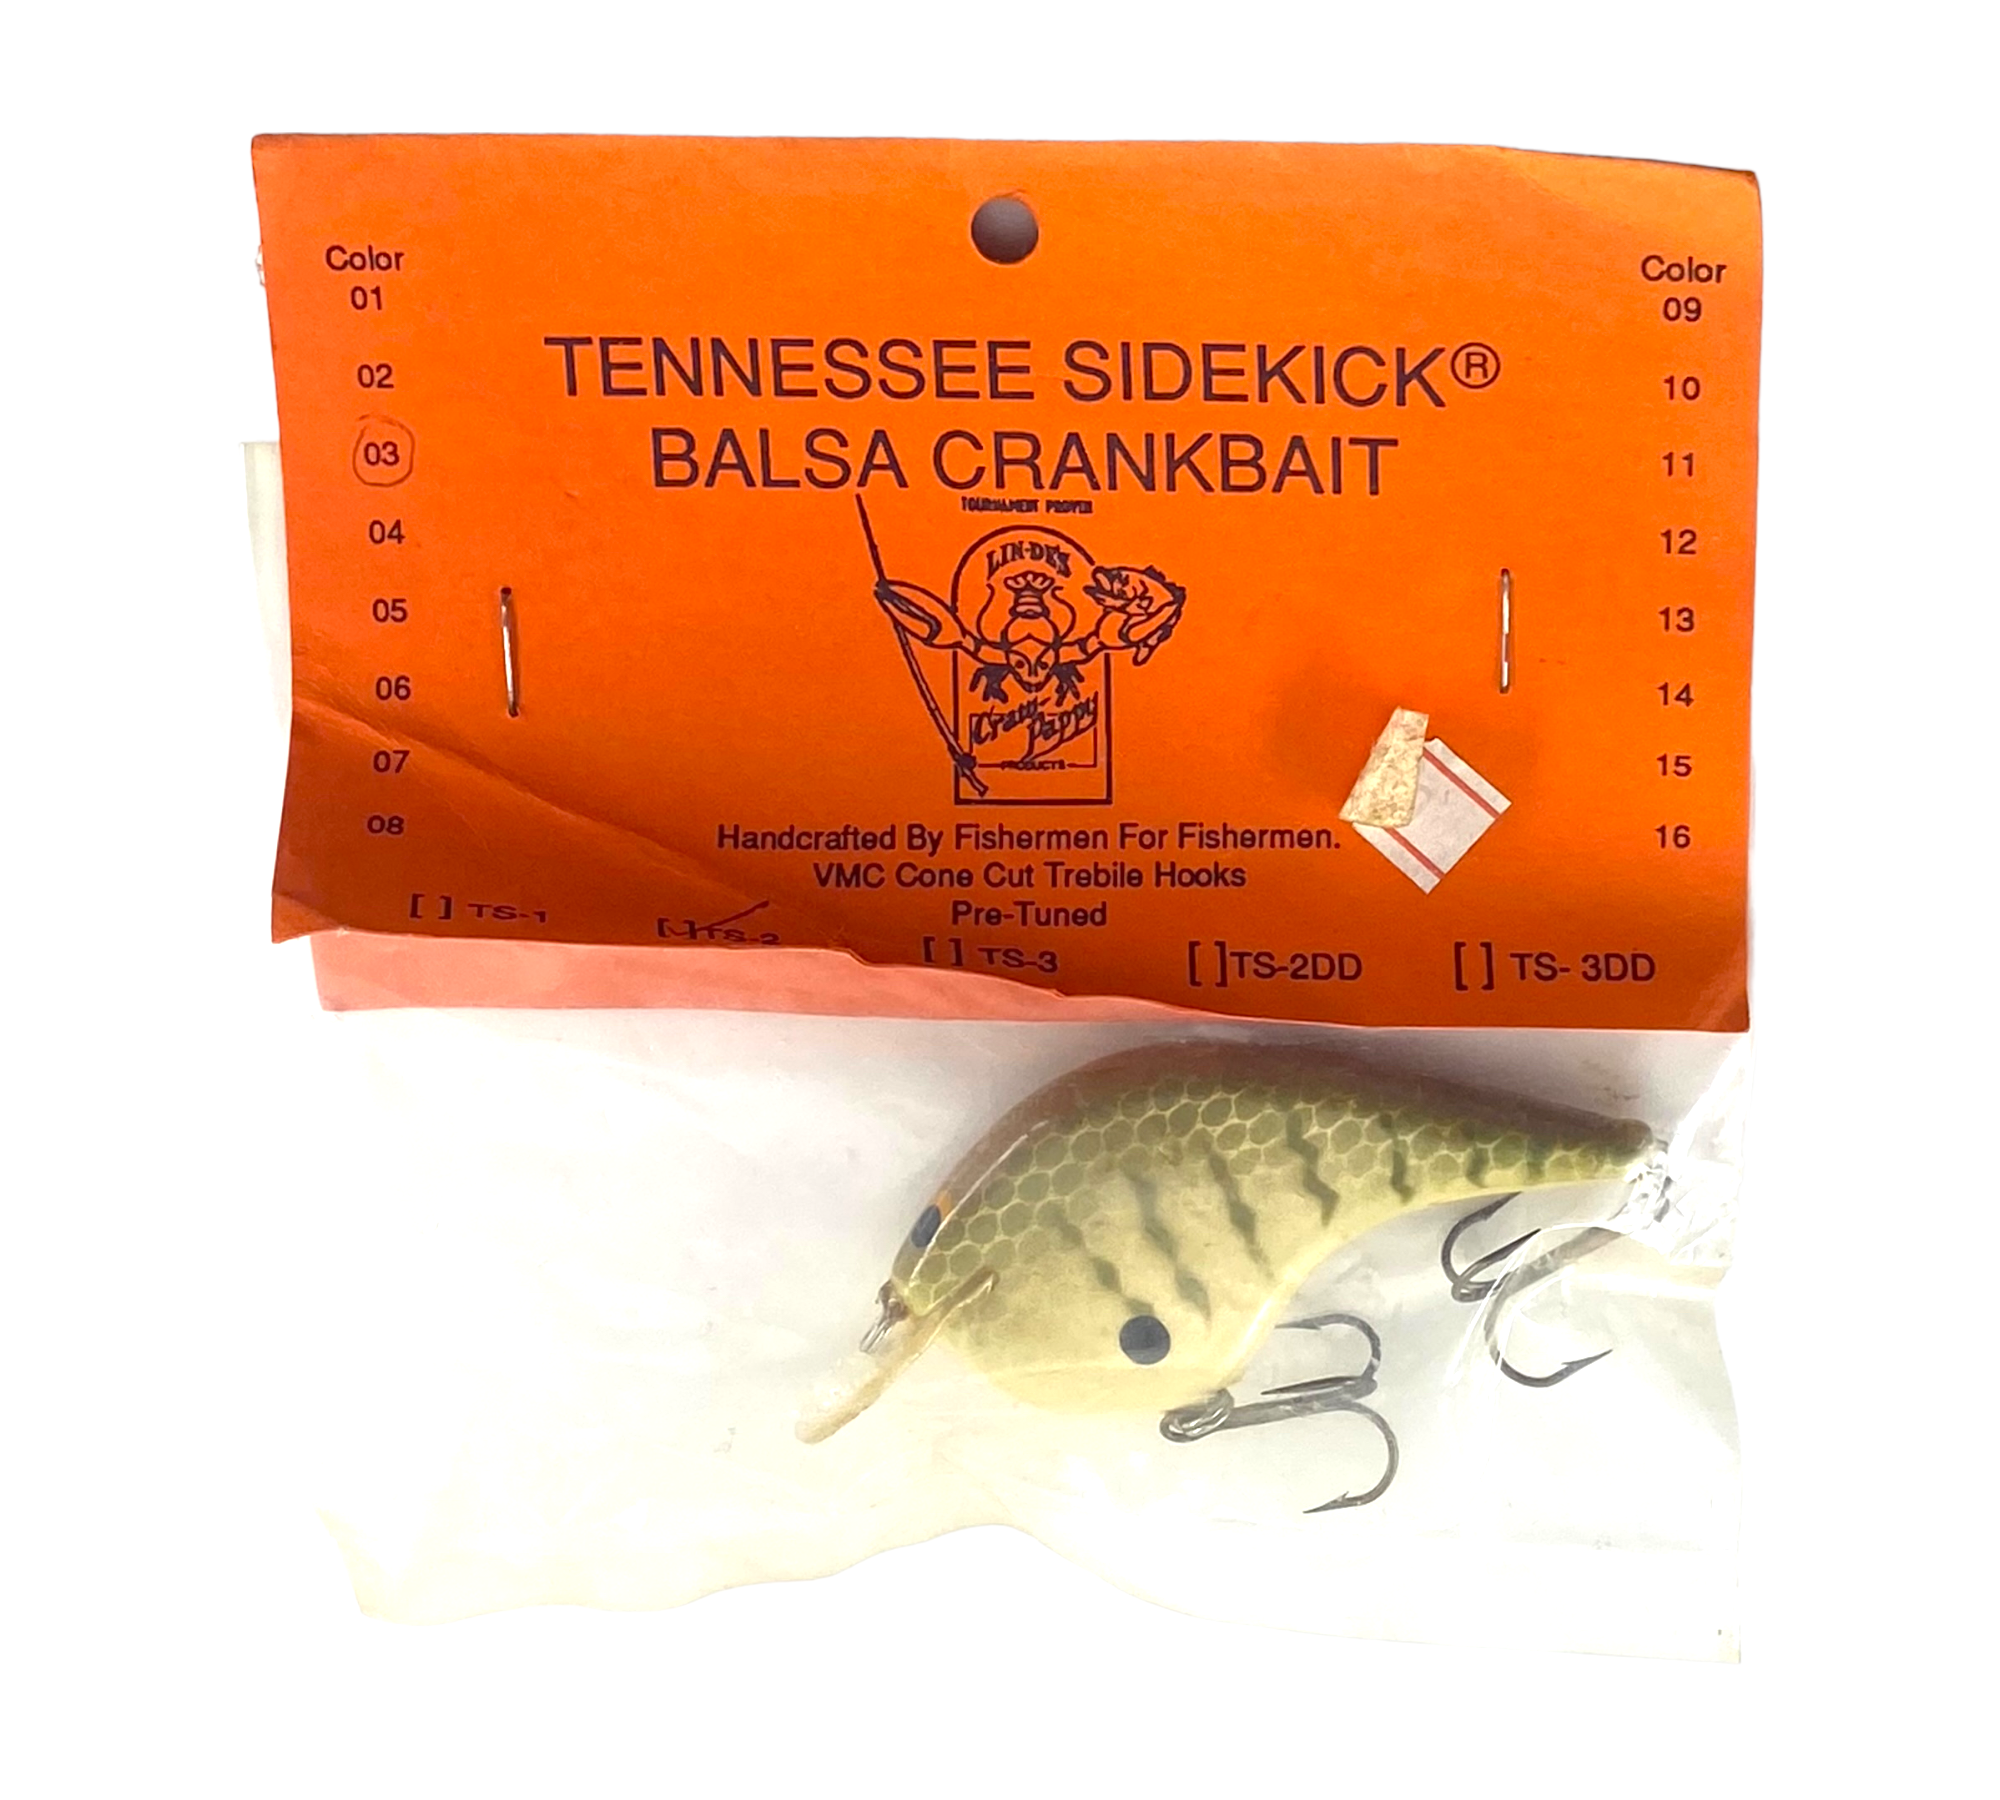 Color
01
02
03
04
05
06
07
08
TENNESSEE SIDEKICK®
BALSA CRANKBAIT
TOURNAMENT PROVEN
LIN-DE'S
Craw-
Pappy
PRODUCTS
Handcrafted By Fishermen For Fishermen.
VMC Cone Cut Trebile Hooks
Pre-Tuned
Color
09
10
11
12
13
14
15
16
[ ] TS-1
[ ] TS-2
[ ] TS-3
[ ] TS-2DD
[ ] TS- 3DD